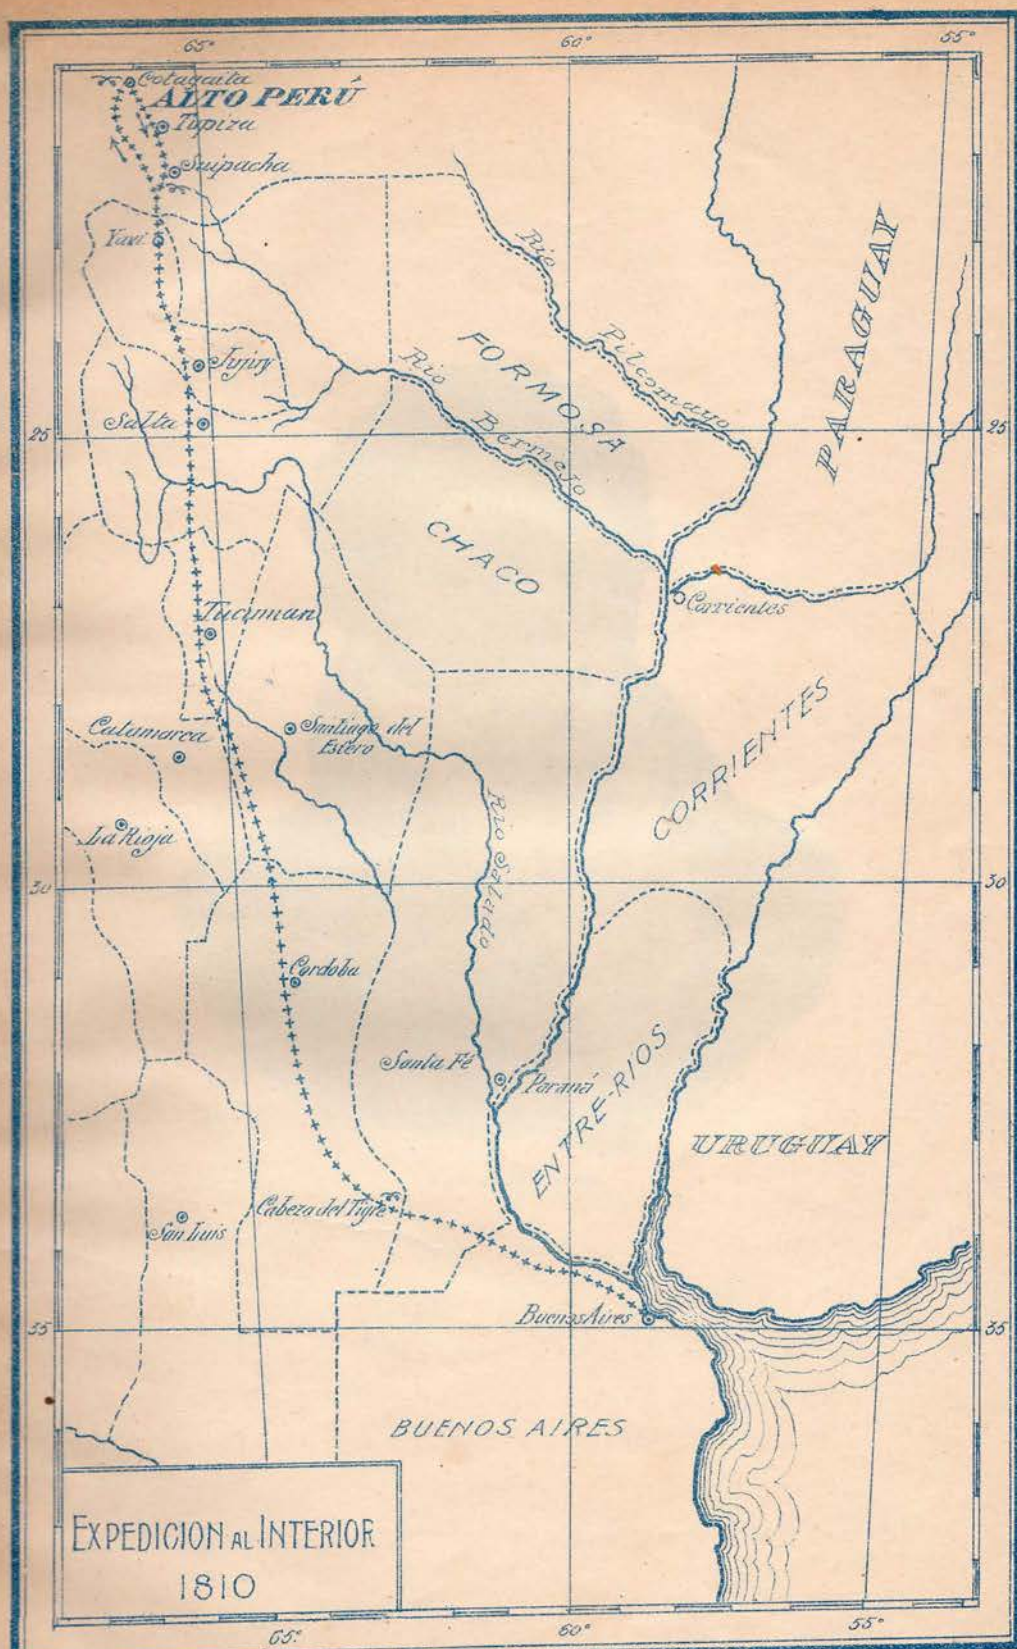 65°
60°
55°
Cotagaita
ALTO PERÚ
Tupiza
Suipacha
Yavi
PARAGUAY
Rio
Pilcomayo
FORMOSA
Jujuy
Rio
Bermejo
Salta
25
25
CHACO
Corrientes
Tucuman
Catamarca
Santiago del
Estero
CORRIENTES
La Rioja
Rio Salado
30
30
Cordoba
Santa Fé
Paraná
ENTRE-RIOS
URUGUAY
Cabeza del Tigre
San Luis
Buenos Aires
35
35
BUENOS AIRES
EXPEDICION AL INTERIOR
1810
65°
60°
55°